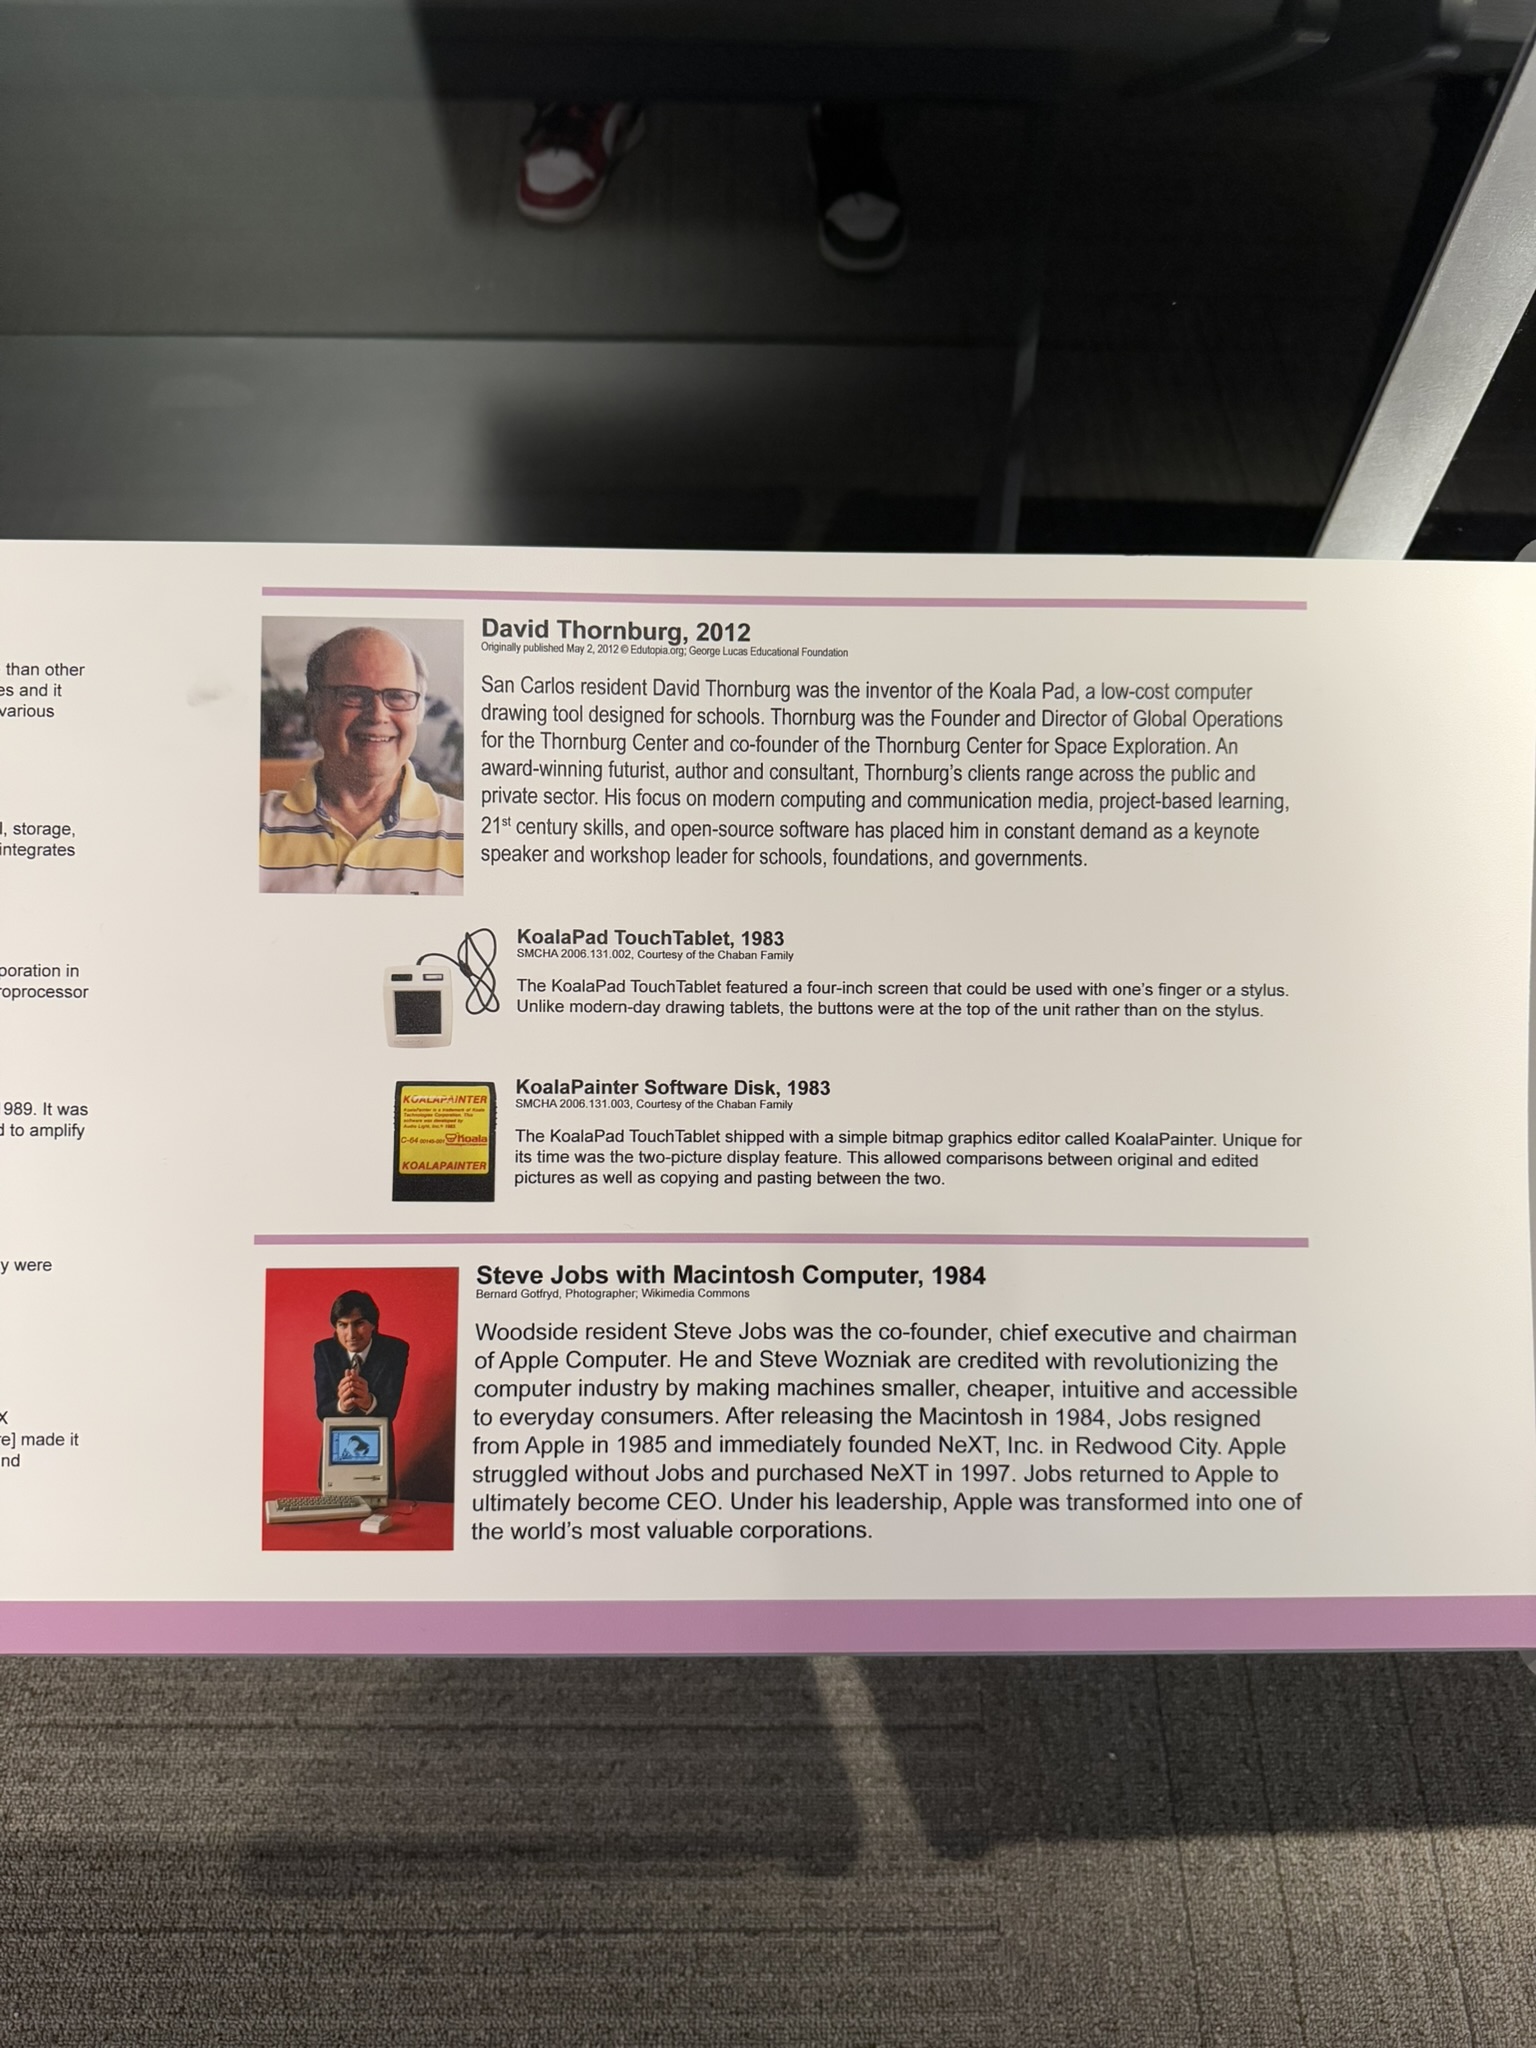 than other
es and it
various
l, storage,
integrates
poration in
roprocessor
1989. It was
d to amplify
y were
X
re] made it
nd
David Thornburg, 2012
Originally published May 2, 2012 © Edutopia.org; George Lucas Educational Foundation
San Carlos resident David Thornburg was the inventor of the Koala Pad, a low-cost computer
drawing tool designed for schools. Thornburg was the Founder and Director of Global Operations
for the Thornburg Center and co-founder of the Thornburg Center for Space Exploration. An
award-winning futurist, author and consultant, Thornburg's clients range across the public and
private sector. His focus on modern computing and communication media, project-based learning,
21st century skills, and open-source software has placed him in constant demand as a keynote
speaker and workshop leader for schools, foundations, and governments.
KoalaPad TouchTablet, 1983
SMCHA 2006.131.002, Courtesy of the Chaban Family
The KoalaPad TouchTablet featured a four-inch screen that could be used with one's finger or a stylus.
Unlike modern-day drawing tablets, the buttons were at the top of the unit rather than on the stylus.
KOALAPAINTER
KoalaPainter is a trademark of Koala
Technologies Corporation. This
software was developed by
Audio Light, Inc.
C-64
Koala
KOALAPAINTER
KoalaPainter Software Disk, 1983
SMCHA 2006.131.003, Courtesy of the Chaban Family
The KoalaPad TouchTablet shipped with a simple bitmap graphics editor called KoalaPainter. Unique for
its time was the two-picture display feature. This allowed comparisons between original and edited
pictures as well as copying and pasting between the two.
Steve Jobs with Macintosh Computer, 1984
Bernard Gotfryd, Photographer; Wikimedia Commons
Woodside resident Steve Jobs was the co-founder, chief executive and chairman
of Apple Computer. He and Steve Wozniak are credited with revolutionizing the
computer industry by making machines smaller, cheaper, intuitive and accessible
to everyday consumers. After releasing the Macintosh in 1984, Jobs resigned
from Apple in 1985 and immediately founded NeXT, Inc. in Redwood City. Apple
struggled without Jobs and purchased NeXT in 1997. Jobs returned to Apple to
ultimately become CEO. Under his leadership, Apple was transformed into one of
the world's most valuable corporations.